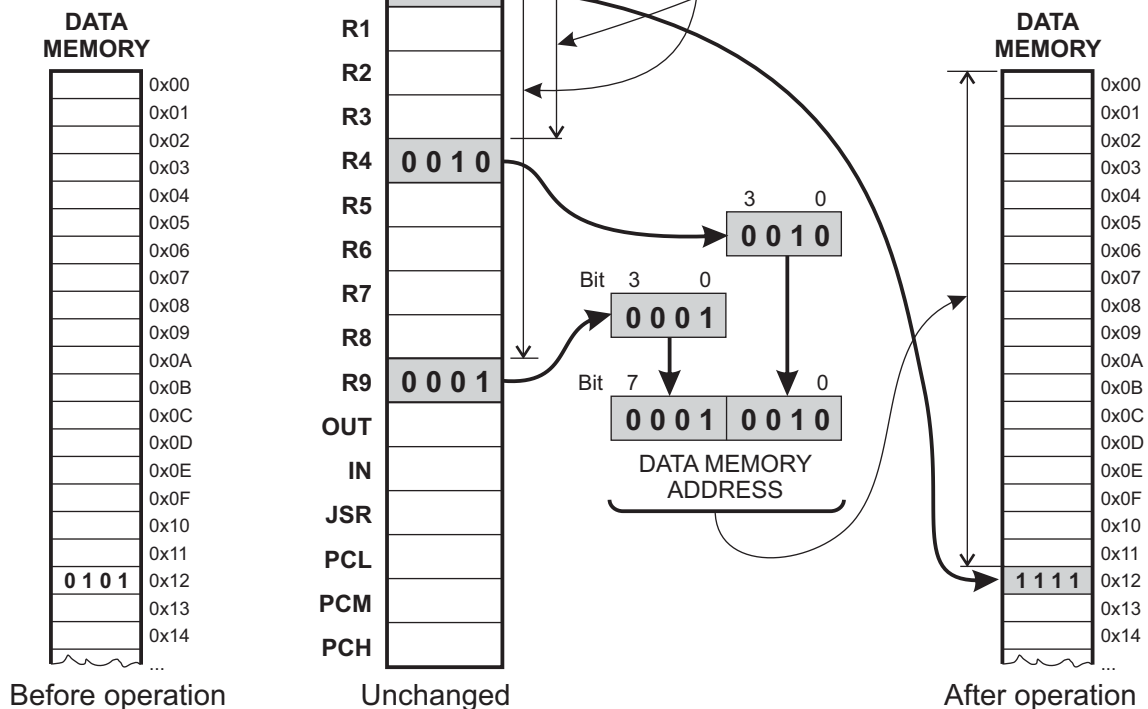 DATA
MEMORY
0x00
0x01
0x02
0x03
0x04
0x05
0x06
0x07
0x08
0x09
0x0A
0x0B
0x0C
0x0D
0x0E
0x0F
0x10
0x11
0 1 0 1 0x12
0x13
0x14
...
Before operation
R1
R2
R3
R4 0 0 1 0
R5
R6
R7
R8
R9 0 0 0 1
OUT
IN
JSR
PCL
PCM
PCH
Unchanged
3 0
0 0 1 0
Bit 3 0
0 0 0 1
Bit 7 0
0 0 0 1 0 0 1 0
DATA MEMORY
ADDRESS
DATA
MEMORY
0x00
0x01
0x02
0x03
0x04
0x05
0x06
0x07
0x08
0x09
0x0A
0x0B
0x0C
0x0D
0x0E
0x0F
0x10
0x11
1 1 1 1 0x12
0x13
0x14
...
After operation